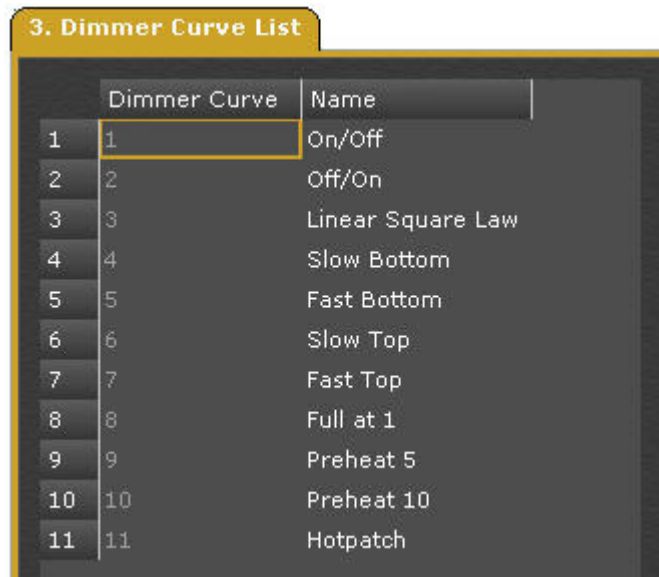 3. Dimmer Curve List
Dimmer Curve Name
1 1 On/Off
2 2 Off/On
3 3 Linear Square Law
4 4 Slow Bottom
5 5 Fast Bottom
6 6 Slow Top
7 7 Fast Top
8 8 Full at 1
9 9 Preheat 5
10 10 Preheat 10
11 11 Hotpatch